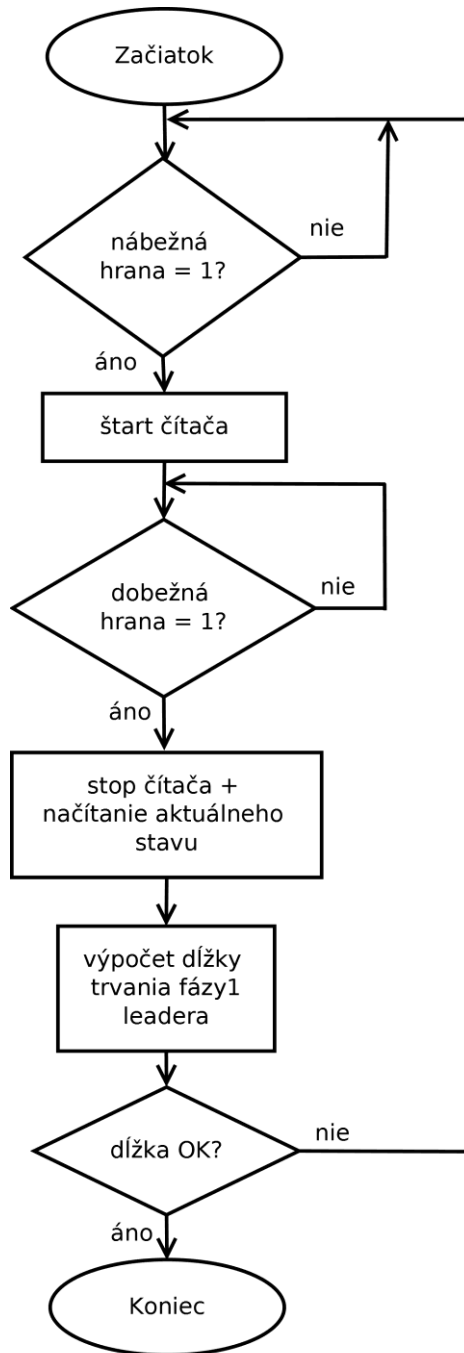 Začiatok
nie
nábežná
hrana = 1?
áno
štart čítača
dobežná
hrana = 1?
nie
áno
stop čítača +
načítanie aktuálneho
stavu
výpočet dĺžky
trvania fázy1
leadera
nie
dĺžka OK?
áno
Koniec